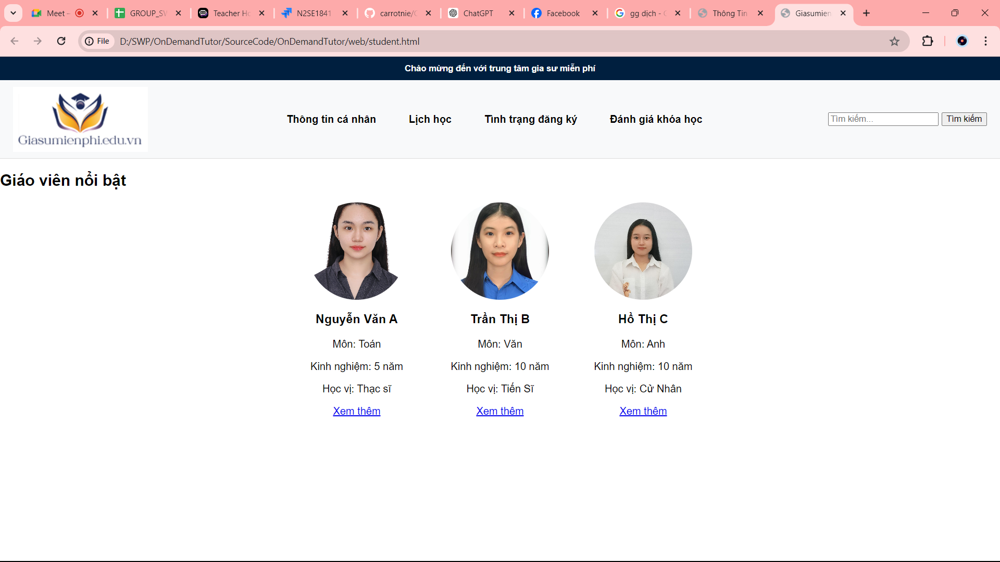 Meet –
GROUP_SV
Teacher Ho
N2SE1841
carrotnie/C
ChatGPT
Facebook
gg dịch - G
Thông Tin
Giasumien
File
D:/SWP/OnDemandTutor/SourceCode/OnDemandTutor/web/student.html
Chào mừng đến với trung tâm gia sư miễn phí
Giasumienphi.edu.vn
Thông tin cá nhân
Lịch học
Tình trạng đăng ký
Đánh giá khóa học
Tìm kiếm...
Tìm kiếm
Giáo viên nổi bật
Nguyễn Văn A
Môn: Toán
Kinh nghiệm: 5 năm
Học vị: Thạc sĩ
Xem thêm
Trần Thị B
Môn: Văn
Kinh nghiệm: 10 năm
Học vị: Tiến Sĩ
Xem thêm
Hồ Thị C
Môn: Anh
Kinh nghiệm: 10 năm
Học vị: Cử Nhân
Xem thêm